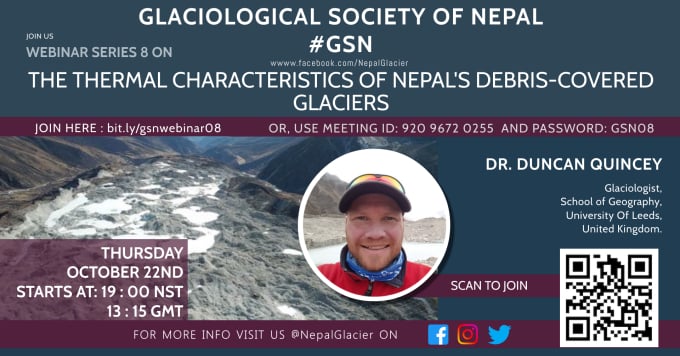 GLACIOLOGICAL SOCIETY OF NEPAL
#GSN
www.facebook.com/NepalGlacier
JOIN US
WEBINAR SERIES 8 ON
THE THERMAL CHARACTERISTICS OF NEPAL'S DEBRIS-COVERED
GLACIERS
JOIN HERE : bit.ly/gsnwebinar08
OR, USE MEETING ID: 920 9672 0255 AND PASSWORD: GSN08
DR. DUNCAN QUINCEY
Glaciologist,
School of Geography,
University Of Leeds,
United Kingdom.
THURSDAY
OCTOBER 22ND
STARTS AT: 19 : 00 NST
13 : 15 GMT
SCAN TO JOIN
FOR MORE INFO VISIT US @NepalGlacier ON